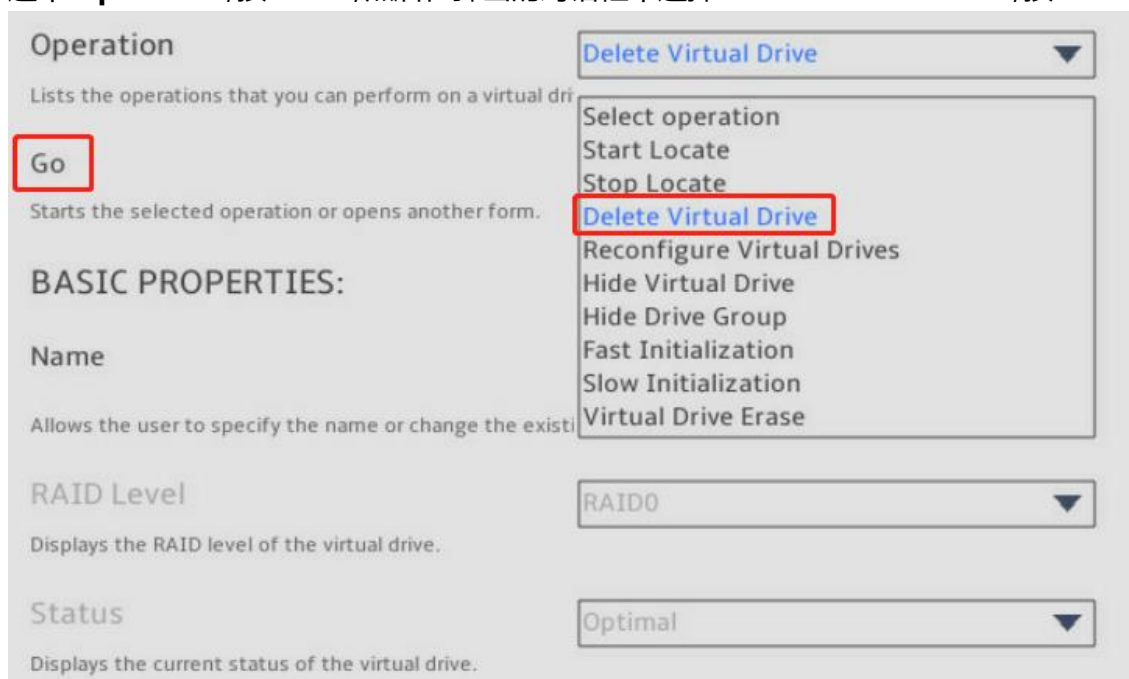 Operation
Delete Virtual Drive
Lists the operations that you can perform on a virtual dri
Select operation
Start Locate
Stop Locate
Delete Virtual Drive
Reconfigure Virtual Drives
Hide Virtual Drive
Hide Drive Group
Fast Initialization
Slow Initialization
Virtual Drive Erase
Go
Starts the selected operation or opens another form.
BASIC PROPERTIES:
Name
Allows the user to specify the name or change the existi
RAID Level
RAID0
Displays the RAID level of the virtual drive.
Status
Optimal
Displays the current status of the virtual drive.